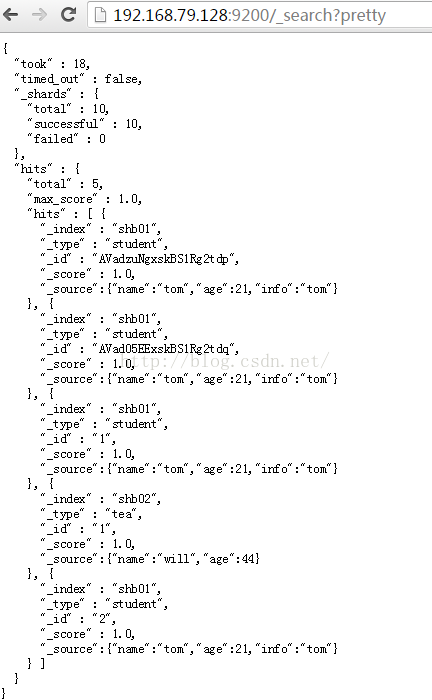 192.168.79.128:9200/_search?pretty
{
"took" : 18,
"timed_out" : false,
"_shards" : {
"total" : 10,
"successful" : 10,
"failed" : 0
},
"hits" : {
"total" : 5,
"max_score" : 1.0,
"hits" : [ {
"_index" : "shb01",
"_type" : "student",
"_id" : "AVadzuNgxskBS1Rg2tdp",
"_score" : 1.0,
"_source":{"name":"tom","age":21,"info":"tom"}
}, {
"_index" : "shb01",
"_type" : "student",
"_id" : "AVad05EExskBS1Rg2tdq",
"_score" : 1.0,
http://blog.csdn.net/
"_source":{"name":"tom","age":21,"info":"tom"}
}, {
"_index" : "shb01",
"_type" : "student",
"_id" : "1",
"_score" : 1.0,
"_source":{"name":"tom","age":21,"info":"tom"}
}, {
"_index" : "shb02",
"_type" : "tea",
"_id" : "1",
"_score" : 1.0,
"_source":{"name":"will","age":44}
}, {
"_index" : "shb01",
"_type" : "student",
"_id" : "2",
"_score" : 1.0,
"_source":{"name":"tom","age":21,"info":"tom"}
} ]
}
}